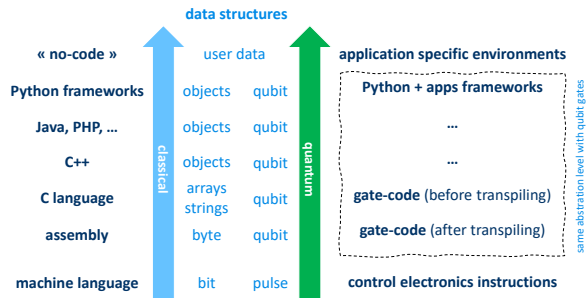 data structures
« no-code »
user data
application specific environments
Python frameworks
objects
qubit
Python + apps frameworks
Java, PHP, ...
objects
qubit
...
C++
objects
qubit
...
C language
arrays
strings
qubit
gate-code (before transpiling)
assembly
byte
qubit
gate-code (after transpiling)
machine language
bit
pulse
control electronics instructions
classical
quantum
same abstration level with qubit gates